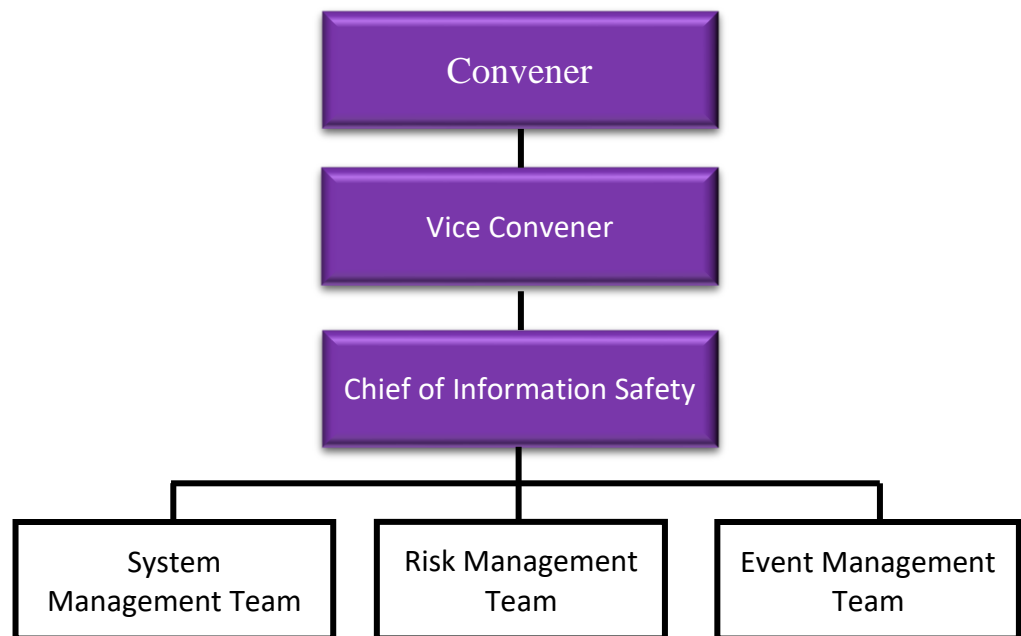 Convener
Vice Convener
Chief of Information Safety
System
Management Team
Risk Management
Team
Event Management
Team